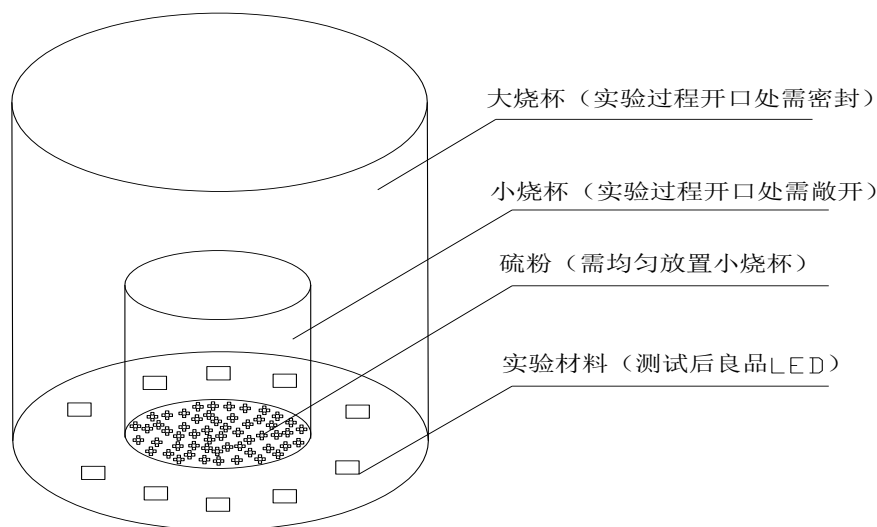 大烧杯（实验过程开口处需密封）
小烧杯（实验过程开口处需敞开）
硫粉（需均匀放置小烧杯）
实验材料（测试后良品LED）